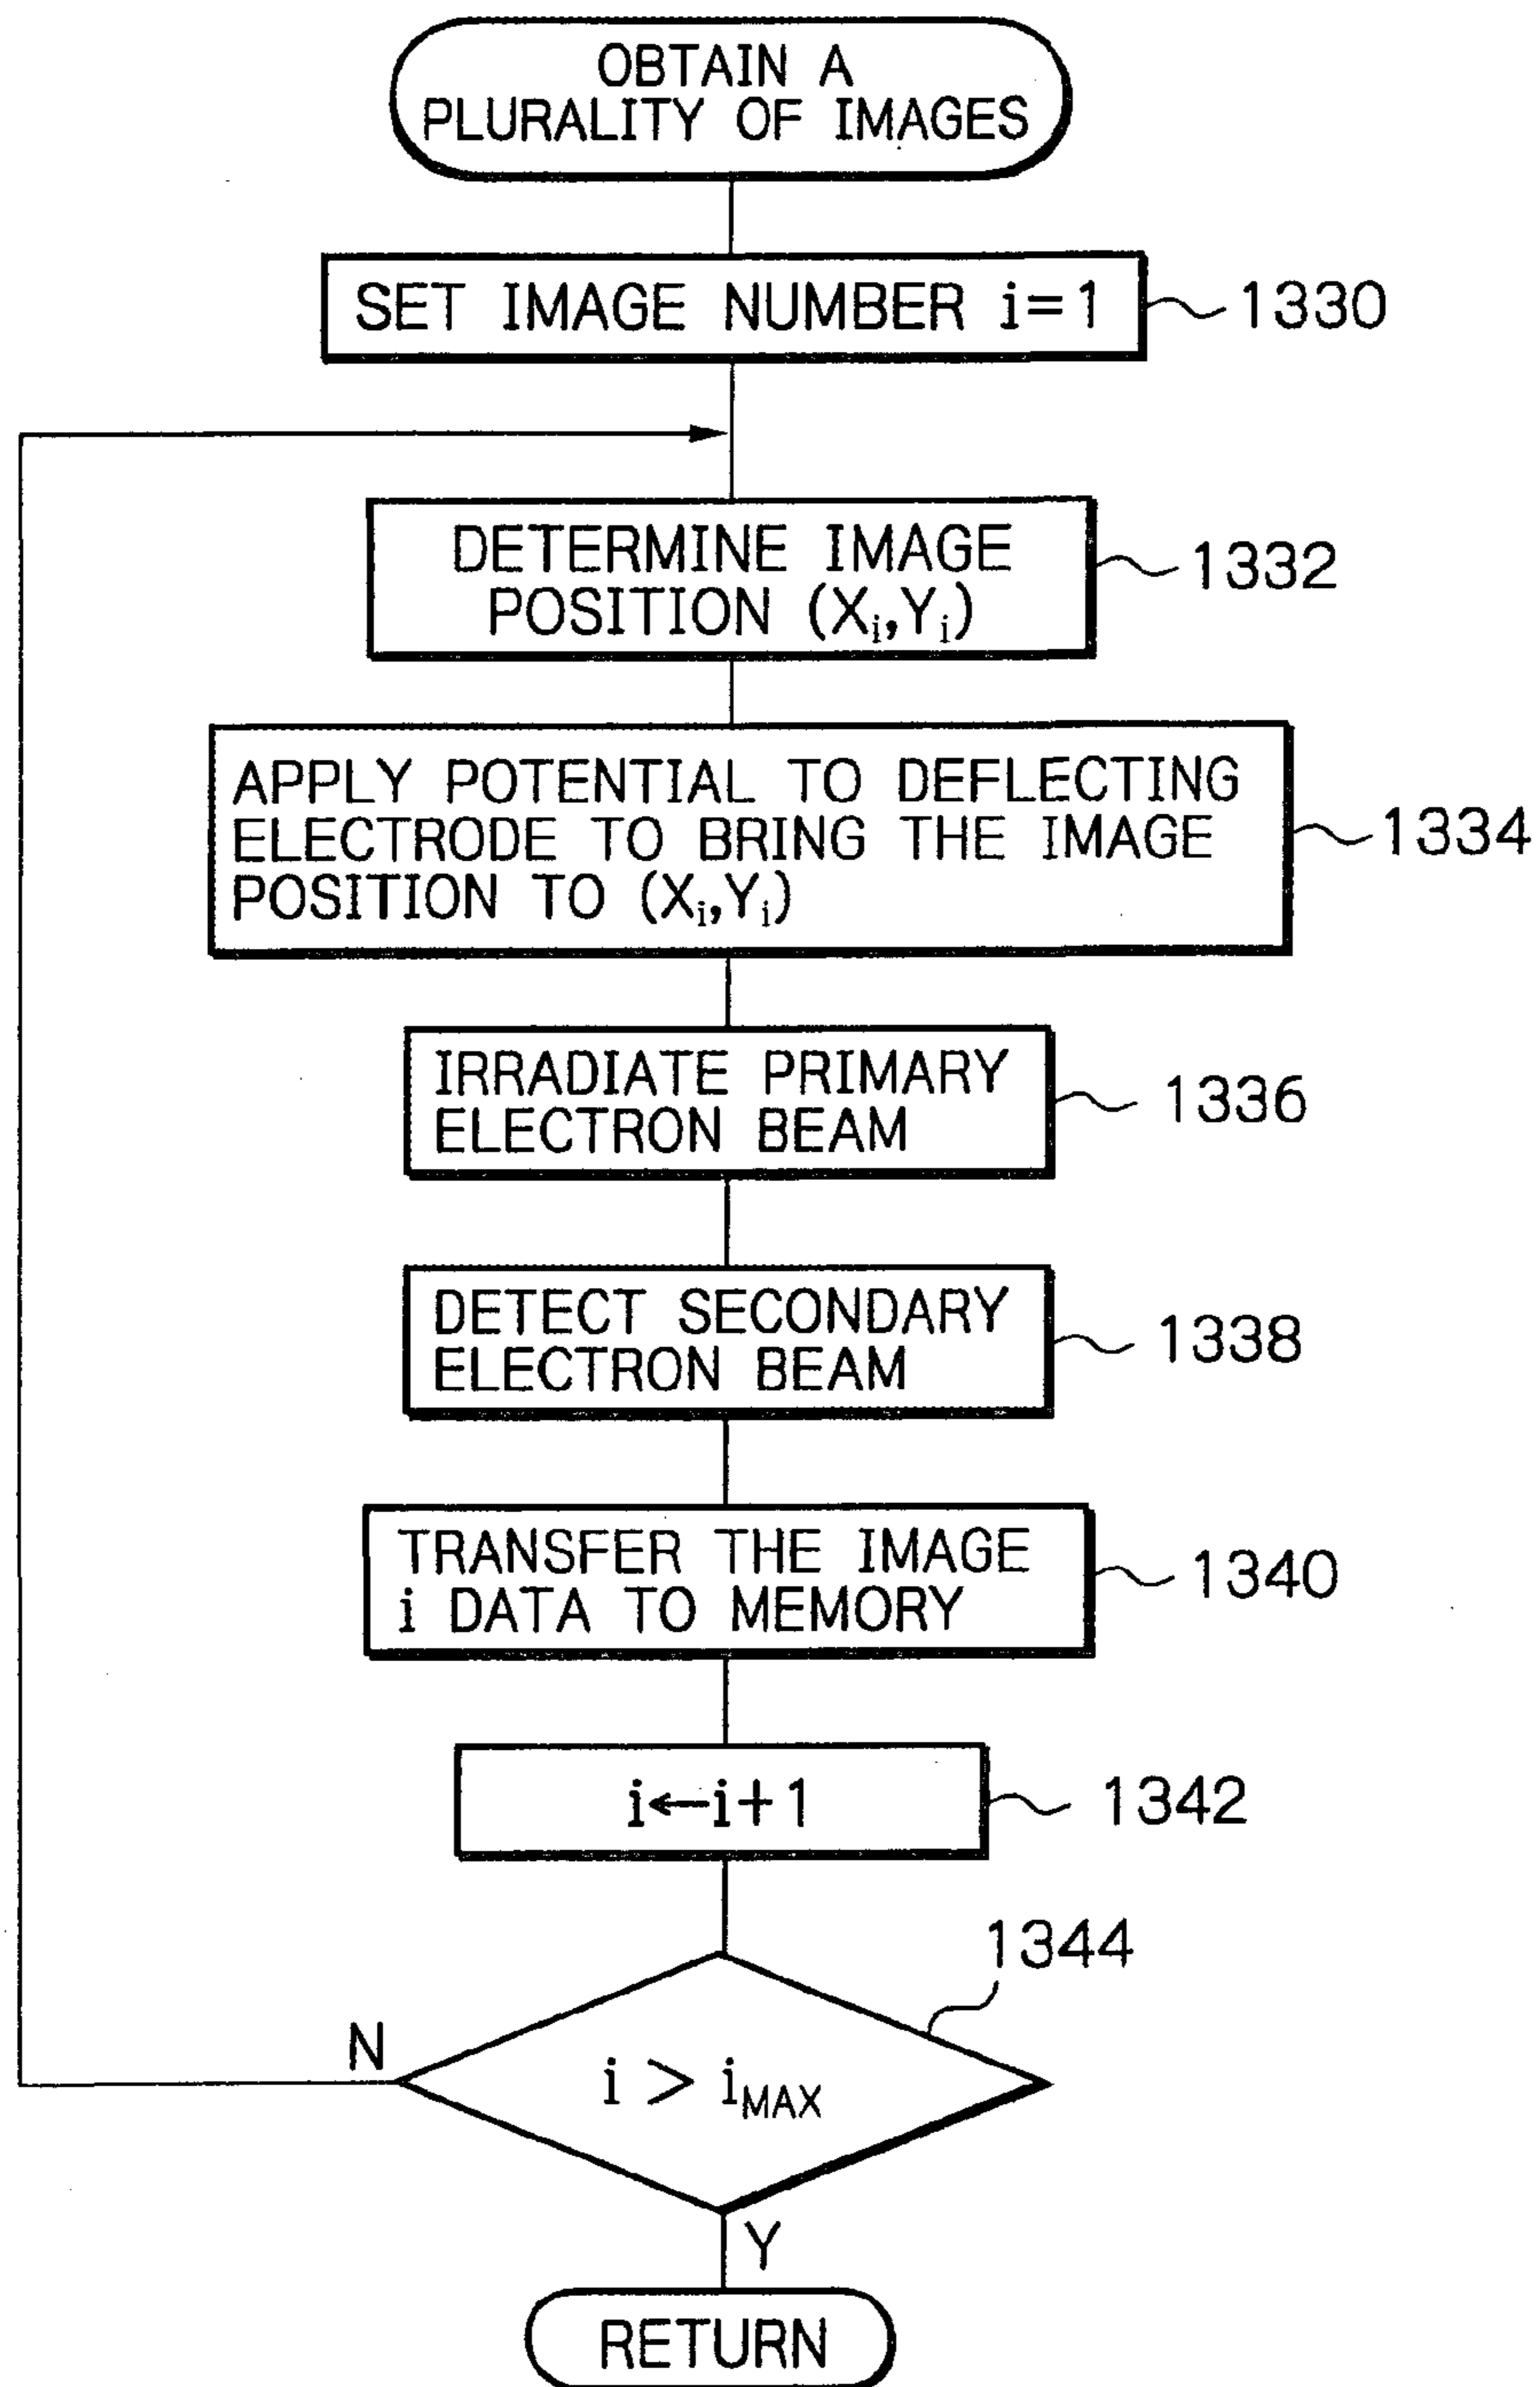 OBTAIN A
PLURALITY OF IMAGES
SET IMAGE NUMBER i=1
1330
DETERMINE IMAGE
POSITION (Xi,Yi)
1332
APPLY POTENTIAL TO DEFLECTING
ELECTRODE TO BRING THE IMAGE
POSITION TO (Xi,Yi)
1334
IRRADIATE PRIMARY
ELECTRON BEAM
1336
DETECT SECONDARY
ELECTRON BEAM
1338
TRANSFER THE IMAGE
i DATA TO MEMORY
1340
i←i+1
1342
1344
N
i > iMAX
Y
RETURN